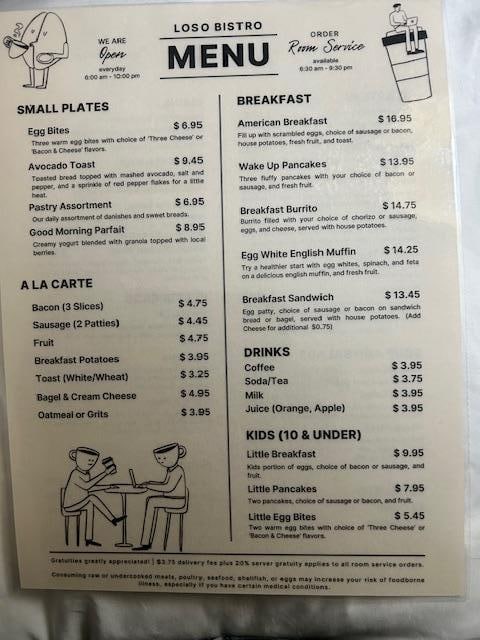 LOSO BISTRO
MENU
WE ARE
Open
everyday
6:00 am - 10:00 pm
ORDER
Room Service
available
6:30 am - 9:30 pm
SMALL PLATES
Egg Bites $ 6.95
Three warm egg bites with choice of 'Three Cheese' or
'Bacon & Cheese' flavors.
Avocado Toast $ 9.45
Toasted bread topped with mashed avocado, salt and
pepper, and a sprinkle of red pepper flakes for a little
heat.
Pastry Assortment $ 6.95
Our daily assortment of danishes and sweet breads.
Good Morning Parfait $ 8.95
Creamy yogurt blended with granola topped with local
berries.
A LA CARTE
Bacon (3 Slices) $ 4.75
Sausage (2 Patties) $ 4.45
Fruit $ 4.75
Breakfast Potatoes $ 3.95
Toast (White/Wheat) $ 3.25
Bagel & Cream Cheese $ 4.95
Oatmeal or Grits $ 3.95
BREAKFAST
American Breakfast $ 16.95
Fill up with scrambled eggs, choice of sausage or bacon,
house potatoes, fresh fruit, and toast.
Wake Up Pancakes $ 13.95
Three fluffy pancakes with your choice of bacon or
sausage, and fresh fruit.
Breakfast Burrito $ 14.75
Burrito filled with your choice of chorizo or sausage,
eggs, and cheese, served with house potatoes.
Egg White English Muffin $ 14.25
Try a healthier start with egg whites, spinach, and feta
on a delicious english muffin, and fresh fruit.
Breakfast Sandwich $ 13.45
Egg patty, choice of sausage or bacon on sandwich
bread or bagel, served with house potatoes. (Add
Cheese for additional $0.75)
DRINKS
Coffee $ 3.95
Soda/Tea $ 3.75
Milk $ 3.95
Juice (Orange, Apple) $ 3.95
KIDS (10 & UNDER)
Little Breakfast $ 9.95
Kids portion of eggs, choice of bacon or sausage, and
fruit.
Little Pancakes $ 7.95
Two pancakes, choice of sausage or bacon, and fruit.
Little Egg Bites $ 5.45
Two warm egg bites with choice of 'Three Cheese' or
'Bacon & Cheese' flavors.
Gratuities greatly appreciated! | $3.75 delivery fee plus 20% server gratuity applies to all room service orders.
Consuming raw or undercooked meats, poultry, seafood, shellfish, or eggs may increase your risk of foodborne
illness, especially if you have certain medical conditions.